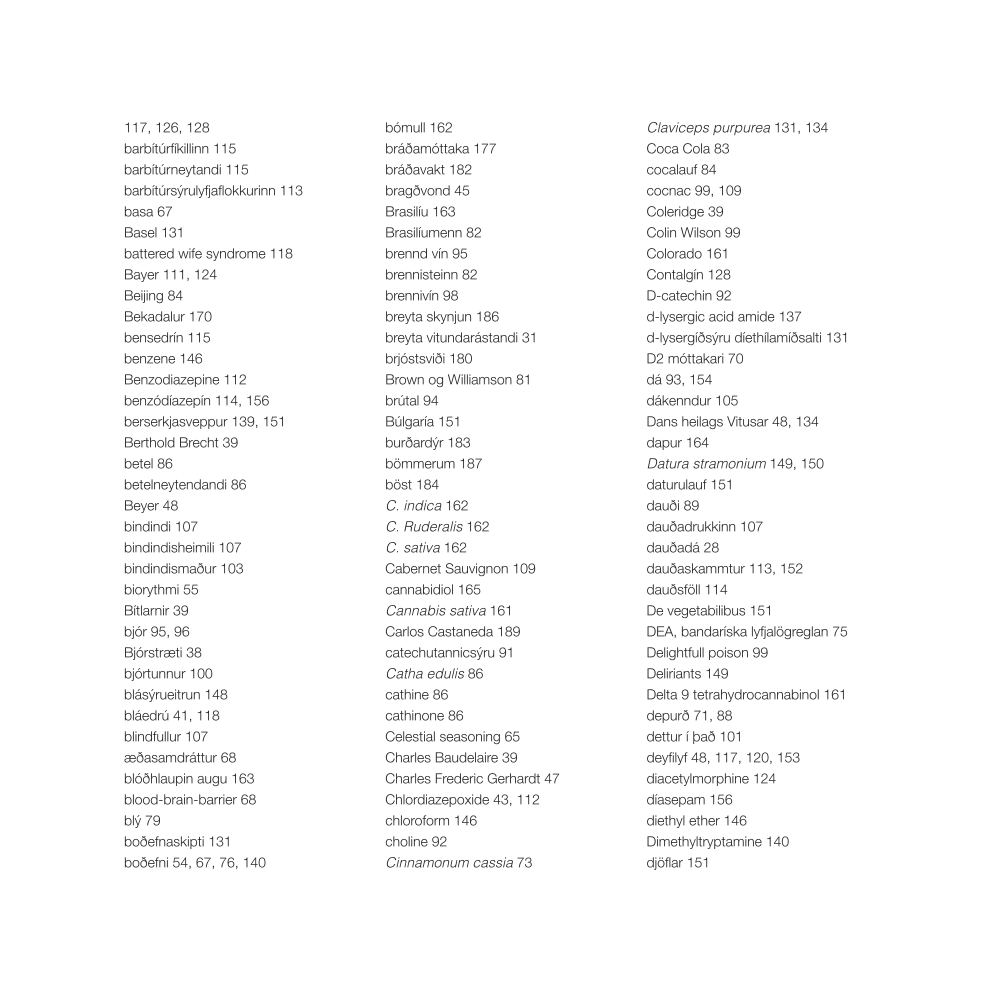 117, 126, 128
barbítúrfíkillinn 115
barbítúrneytandi 115
barbítúrsýrulyfjaflokkurinn 113
basa 67
Basel 131
battered wife syndrome 118
Bayer 111, 124
Beijing 84
Bekadalur 170
bensedrín 115
benzene 146
Benzodiazepine 112
benzódíazepín 114, 156
berserkjasveppur 139, 151
Berthold Brecht 39
betel 86
betelneytendandi 86
Beyer 48
bindindi 107
bindindisheimili 107
bindindismaður 103
biorythmi 55
Bítlarnir 39
bjór 95, 96
Bjórstræti 38
bjórtunnur 100
blásýrueitrun 148
bláedrú 41, 118
blindfullur 107
æðasamdráttur 68
blóðhlaupin augu 163
blood-brain-barrier 68
blý 79
boðefnaskipti 131
boðefni 54, 67, 76, 140
bómull 162
bráðamóttaka 177
bráðavakt 182
bragðvond 45
Brasilíu 163
Brasilíumenn 82
brennd vín 95
brennisteinn 82
brennivín 98
breyta skynjun 186
breyta vitundarástandi 31
brjóstsviði 180
Brown og Williamson 81
brútal 94
Búlgaría 151
burðardýr 183
bömmerum 187
böst 184
C. indica 162
C. Ruderalis 162
C. sativa 162
Cabernet Sauvignon 109
cannabidiol 165
Cannabis sativa 161
Carlos Castaneda 189
catechutannicsýru 91
Catha edulis 86
cathine 86
cathinone 86
Celestial seasoning 65
Charles Baudelaire 39
Charles Frederic Gerhardt 47
Chlordiazepoxide 43, 112
chloroform 146
choline 92
Cinnamonum cassia 73
Claviceps purpurea 131, 134
Coca Cola 83
cocalauf 84
cocnac 99, 109
Coleridge 39
Colin Wilson 99
Colorado 161
Contalgín 128
D-catechin 92
d-lysergic acid amide 137
d-lysergíðsýru díethílamíðsalti 131
D2 móttakari 70
dá 93, 154
dákenndur 105
Dans heilags Vitusar 48, 134
dapur 164
Datura stramonium 149, 150
daturulauf 151
dauði 89
dauðadrukkinn 107
dauðadá 28
dauðaskammtur 113, 152
dauðsföll 114
De vegetabilibus 151
DEA, bandaríska lyfjalögreglan 75
Delightfull poison 99
Deliriants 149
Delta 9 tetrahydrocannabinol 161
depurð 71, 88
dettur í það 101
deyfilyf 48, 117, 120, 153
diacetylmorphine 124
díasepam 156
diethyl ether 146
Dimethyltryptamine 140
djöflar 151